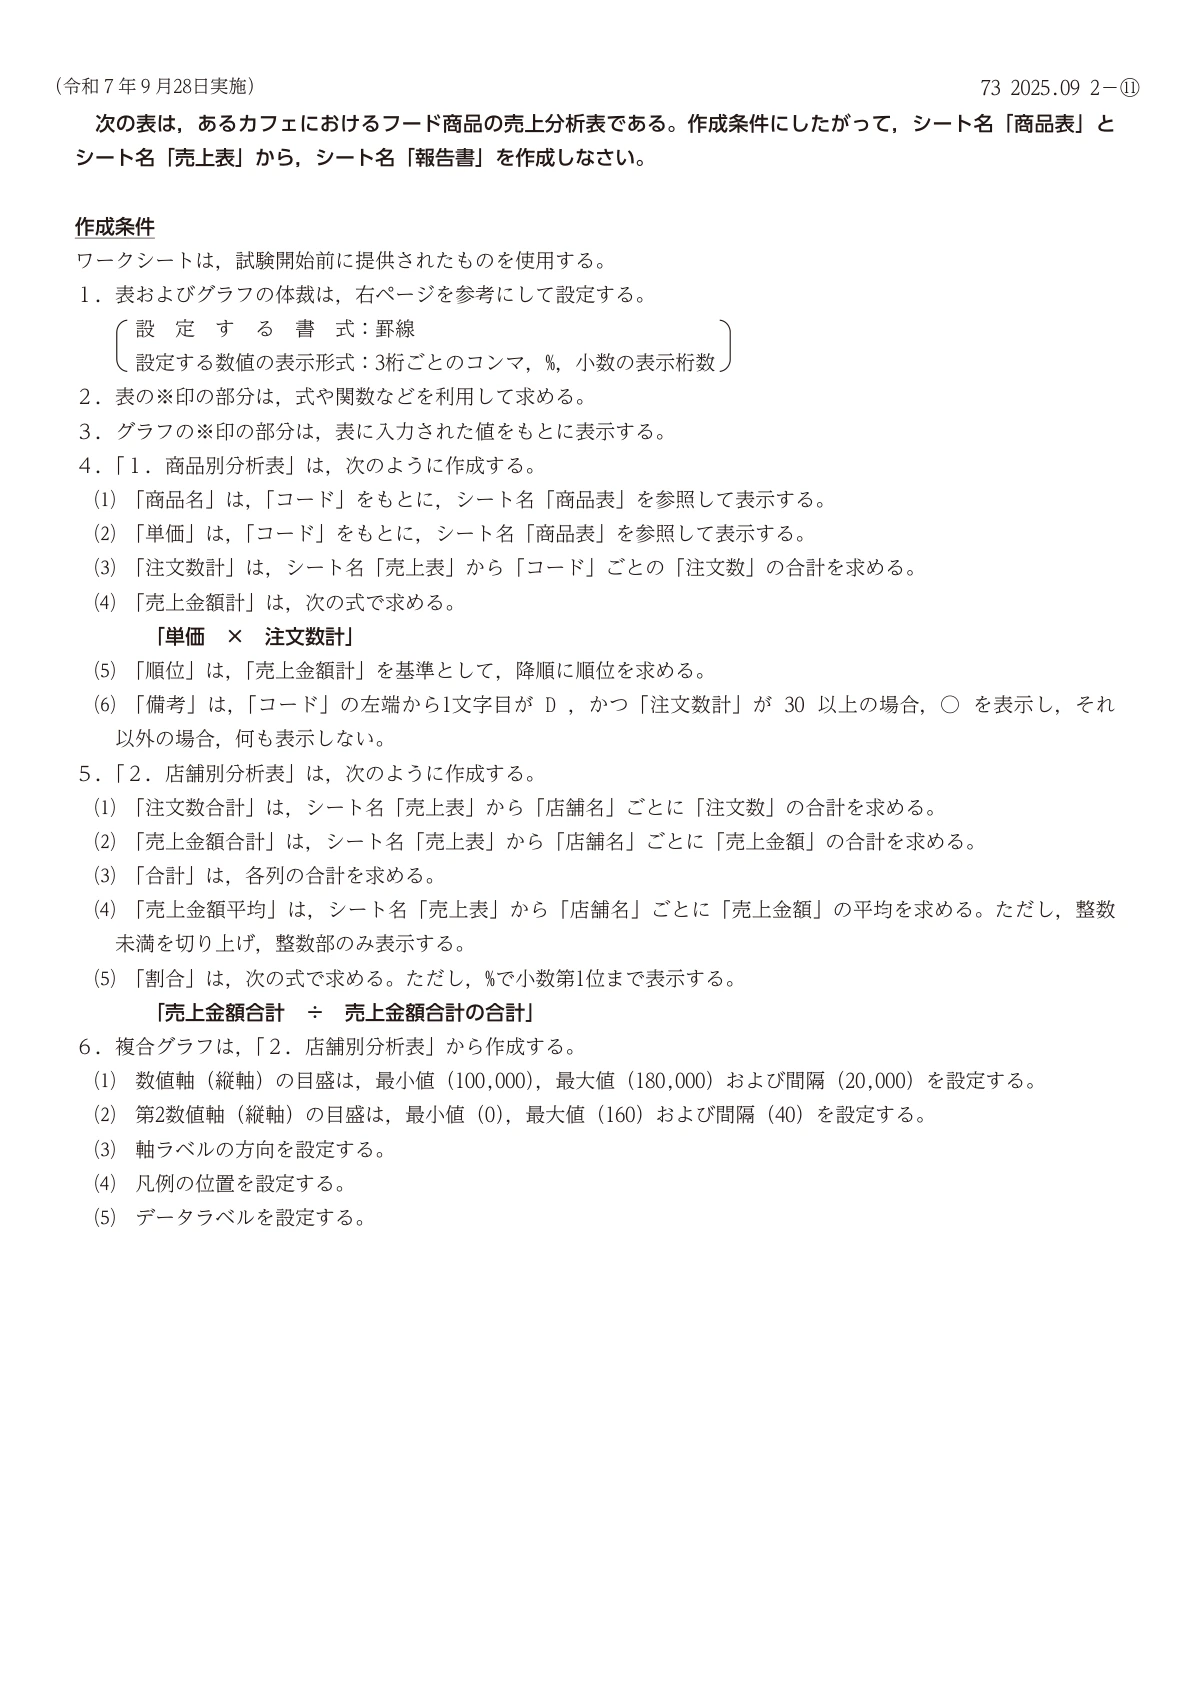 （令和７年９月28日実施）
73 2025.09 2－⑪
次の表は，あるカフェにおけるフード商品の売上分析表である。作成条件にしたがって，シート名「商品表」と
シート名「売上表」から，シート名「報告書」を作成しなさい。
作成条件
ワークシートは，試験開始前に提供されたものを使用する。
１．表およびグラフの体裁は，右ページを参考にして設定する。
設　定　す　る　書　式：罫線
設定する数値の表示形式：3桁ごとのコンマ，%，小数の表示桁数
２．表の※印の部分は，式や関数などを利用して求める。
３．グラフの※印の部分は，表に入力された値をもとに表示する。
４．「１．商品別分析表」は，次のように作成する。
⑴　「商品名」は，「コード」をもとに，シート名「商品表」を参照して表示する。
⑵　「単価」は，「コード」をもとに，シート名「商品表」を参照して表示する。
⑶　「注文数計」は，シート名「売上表」から「コード」ごとの「注文数」の合計を求める。
⑷　「売上金額計」は，次の式で求める。
「単価　×　注文数計」
⑸　「順位」は，「売上金額計」を基準として，降順に順位を求める。
⑹　「備考」は，「コード」の左端から1文字目が D ，かつ「注文数計」が 30 以上の場合，○ を表示し，それ
以外の場合，何も表示しない。
５．「２．店舗別分析表」は，次のように作成する。
⑴　「注文数合計」は，シート名「売上表」から「店舗名」ごとに「注文数」の合計を求める。
⑵　「売上金額合計」は，シート名「売上表」から「店舗名」ごとに「売上金額」の合計を求める。
⑶　「合計」は，各列の合計を求める。
⑷　「売上金額平均」は，シート名「売上表」から「店舗名」ごとに「売上金額」の平均を求める。ただし，整数
未満を切り上げ，整数部のみ表示する。
⑸　「割合」は，次の式で求める。ただし，%で小数第1位まで表示する。
「売上金額合計　÷　売上金額合計の合計」
６．複合グラフは，「２．店舗別分析表」から作成する。
⑴　数値軸（縦軸）の目盛は，最小値（100,000），最大値（180,000）および間隔（20,000）を設定する。
⑵　第2数値軸（縦軸）の目盛は，最小値（0），最大値（160）および間隔（40）を設定する。
⑶　軸ラベルの方向を設定する。
⑷　凡例の位置を設定する。
⑸　データラベルを設定する。